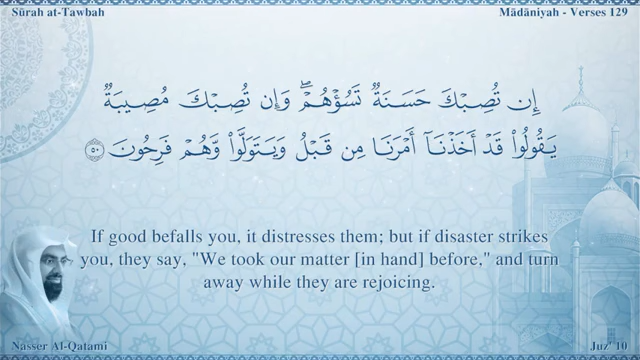 Sūrah at-Tawbah
Mādāniyah - Verses 129
إِن تُصِبْكَ حَسَنَةٌ تَسُؤْهُمْ ۖ وَإِن تُصِبْكَ مُصِيبَةٌ
يَقُولُوا۟ قَدْ أَخَذْنَآ أَمْرَنَا مِن قَبْلُ وَيَتَوَلَّوا۟ وَّهُمْ فَرِحُونَ ٥٠
If good befalls you, it distresses them; but if disaster strikes
you, they say, "We took our matter [in hand] before," and turn
away while they are rejoicing.
Nasser Al-Qatami
Juz' 10